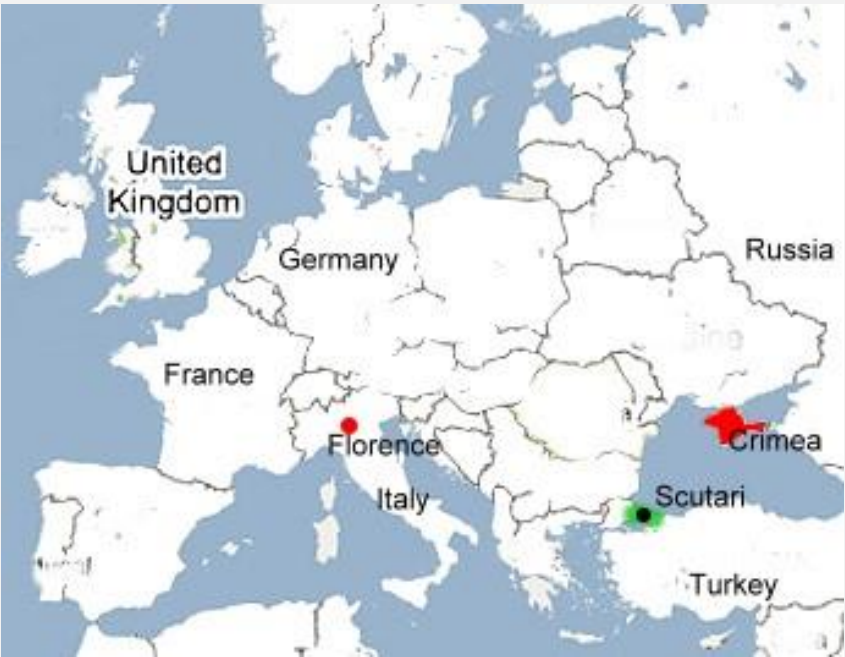 United
Kingdom
Germany
Russia
France
Florence
Crimea
Italy
Scutari
Turkey